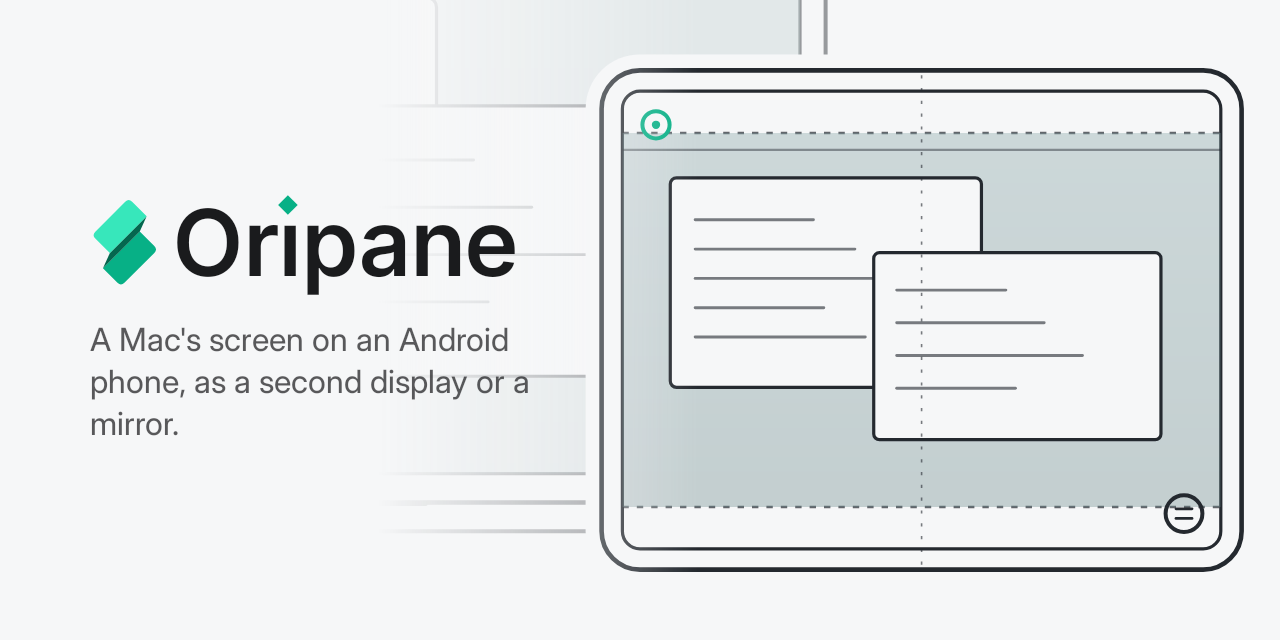 Oripane
A Mac's screen on an Android
phone, as a second display or a
mirror.